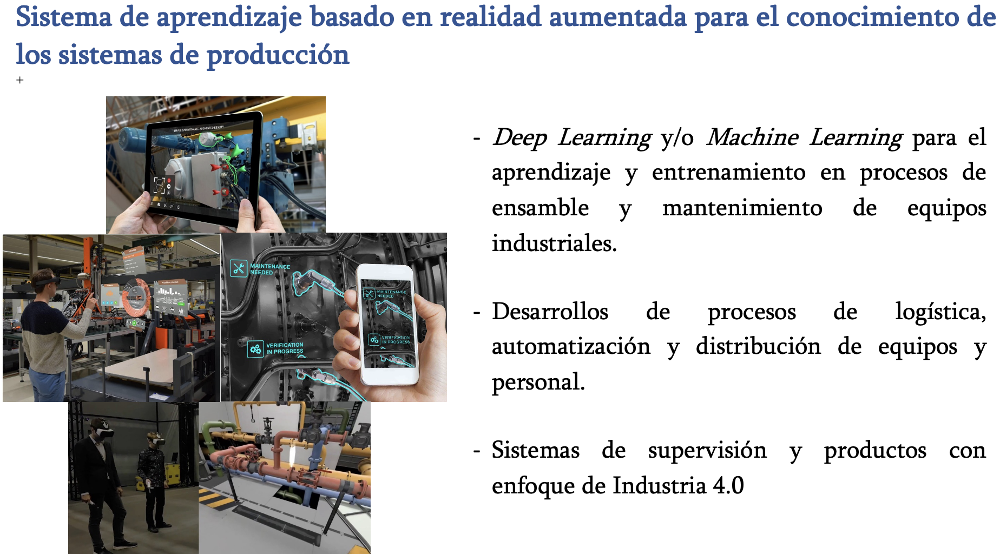 Sistema de aprendizaje basado en realidad aumentada para el conocimiento de
los sistemas de producción
+
SERVICE & MAINTENANCE AUGMENTED REALITY
Machine status
MAINTENANCE
NEEDED
VERIFICATION
IN PROGRESS
MAINTENANCE
NEEDED
VERIFICATION
IN PROGRESS
- Deep Learning y/o Machine Learning para el
aprendizaje y entrenamiento en procesos de
ensamble y mantenimiento de equipos
industriales.
- Desarrollos de procesos de logística,
automatización y distribución de equipos y
personal.
- Sistemas de supervisión y productos con
enfoque de Industria 4.0